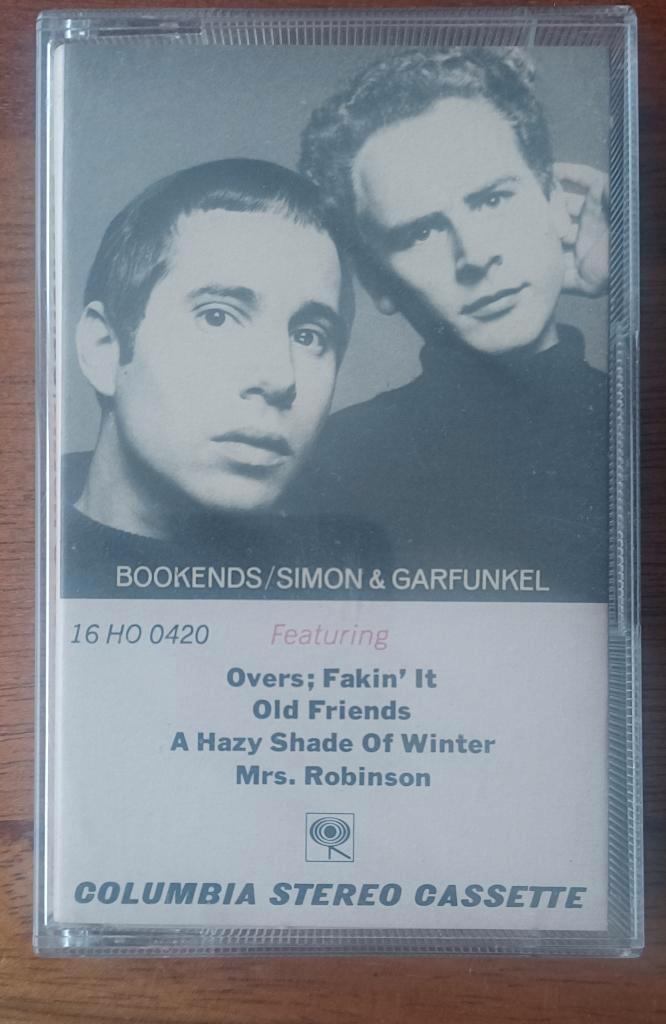 BOOKENDS/SIMON & GARFUNKEL
16 HO 0420 Featuring
Overs; Fakin' It
Old Friends
A Hazy Shade Of Winter
Mrs. Robinson
COLUMBIA STEREO CASSETTE